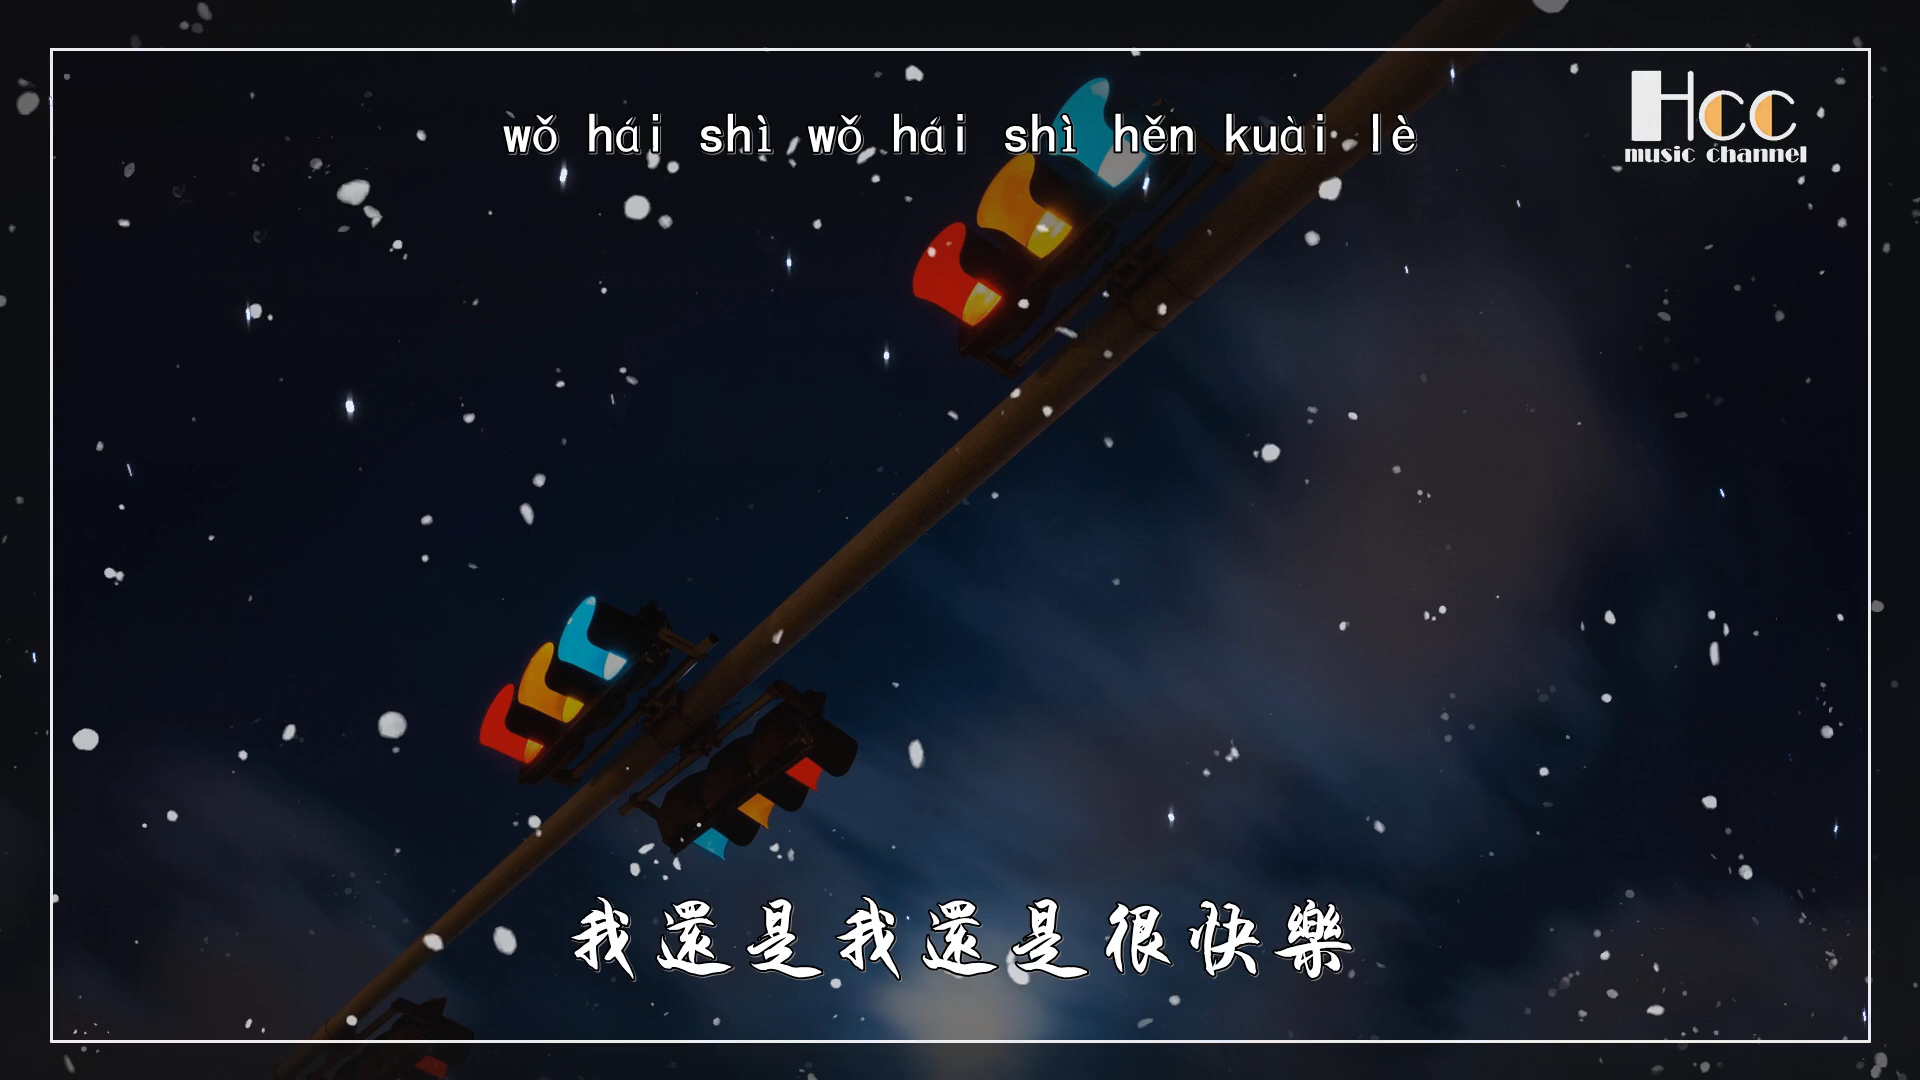 wǒ hái shì wǒ hái shì hěn kuài lè
Hcc
music channel
我還是我還是很快樂